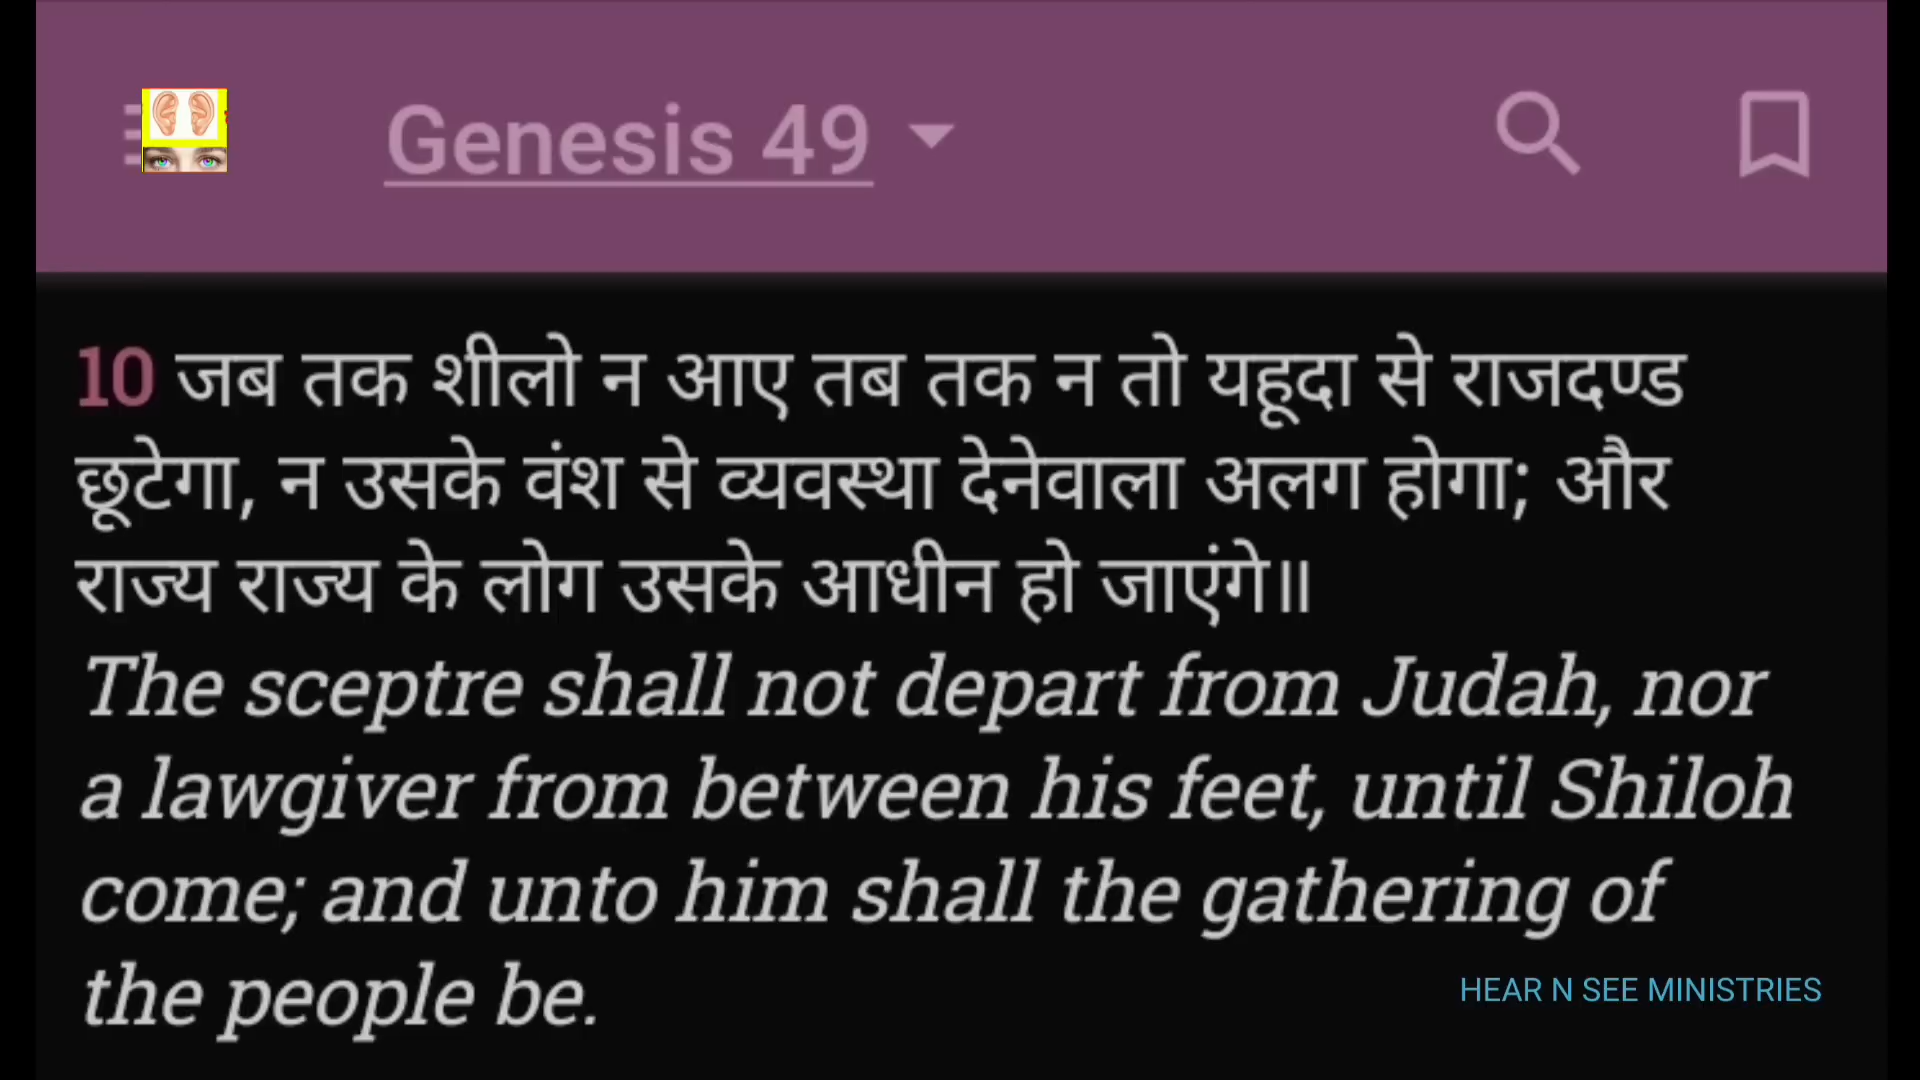 Genesis 49
10 जब तक शीलो न आए तब तक न तो यहूदा से राजदण्ड
छूटेगा, न उसके वंश से व्यवस्था देनेवाला अलग होगा; और
राज्य राज्य के लोग उसके आधीन हो जाएंगे॥
The sceptre shall not depart from Judah, nor
a lawgiver from between his feet, until Shiloh
come; and unto him shall the gathering of
the people be.
HEAR N SEE MINISTRIES